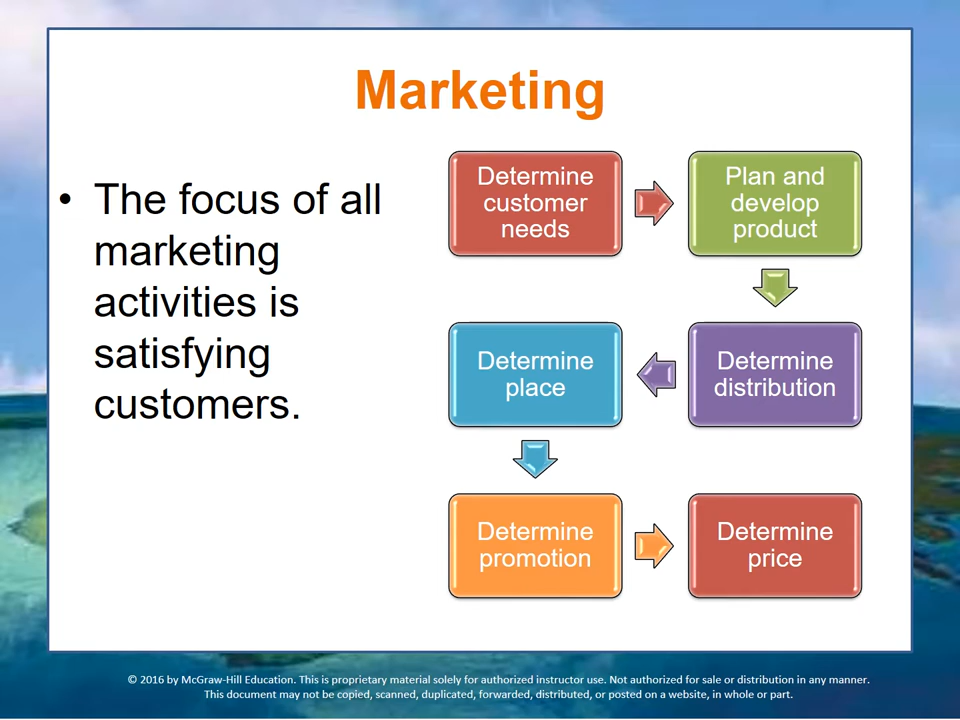 Marketing
• The focus of all
marketing
activities is
satisfying
customers.
Determine
customer
needs
Plan and
develop
product
Determine
distribution
Determine
place
Determine
promotion
Determine
price
© 2016 by McGraw-Hill Education. This is proprietary material solely for authorized instructor use. Not authorized for sale or distribution in any manner.
This document may not be copied, scanned, duplicated, forwarded, distributed, or posted on a website, in whole or part.